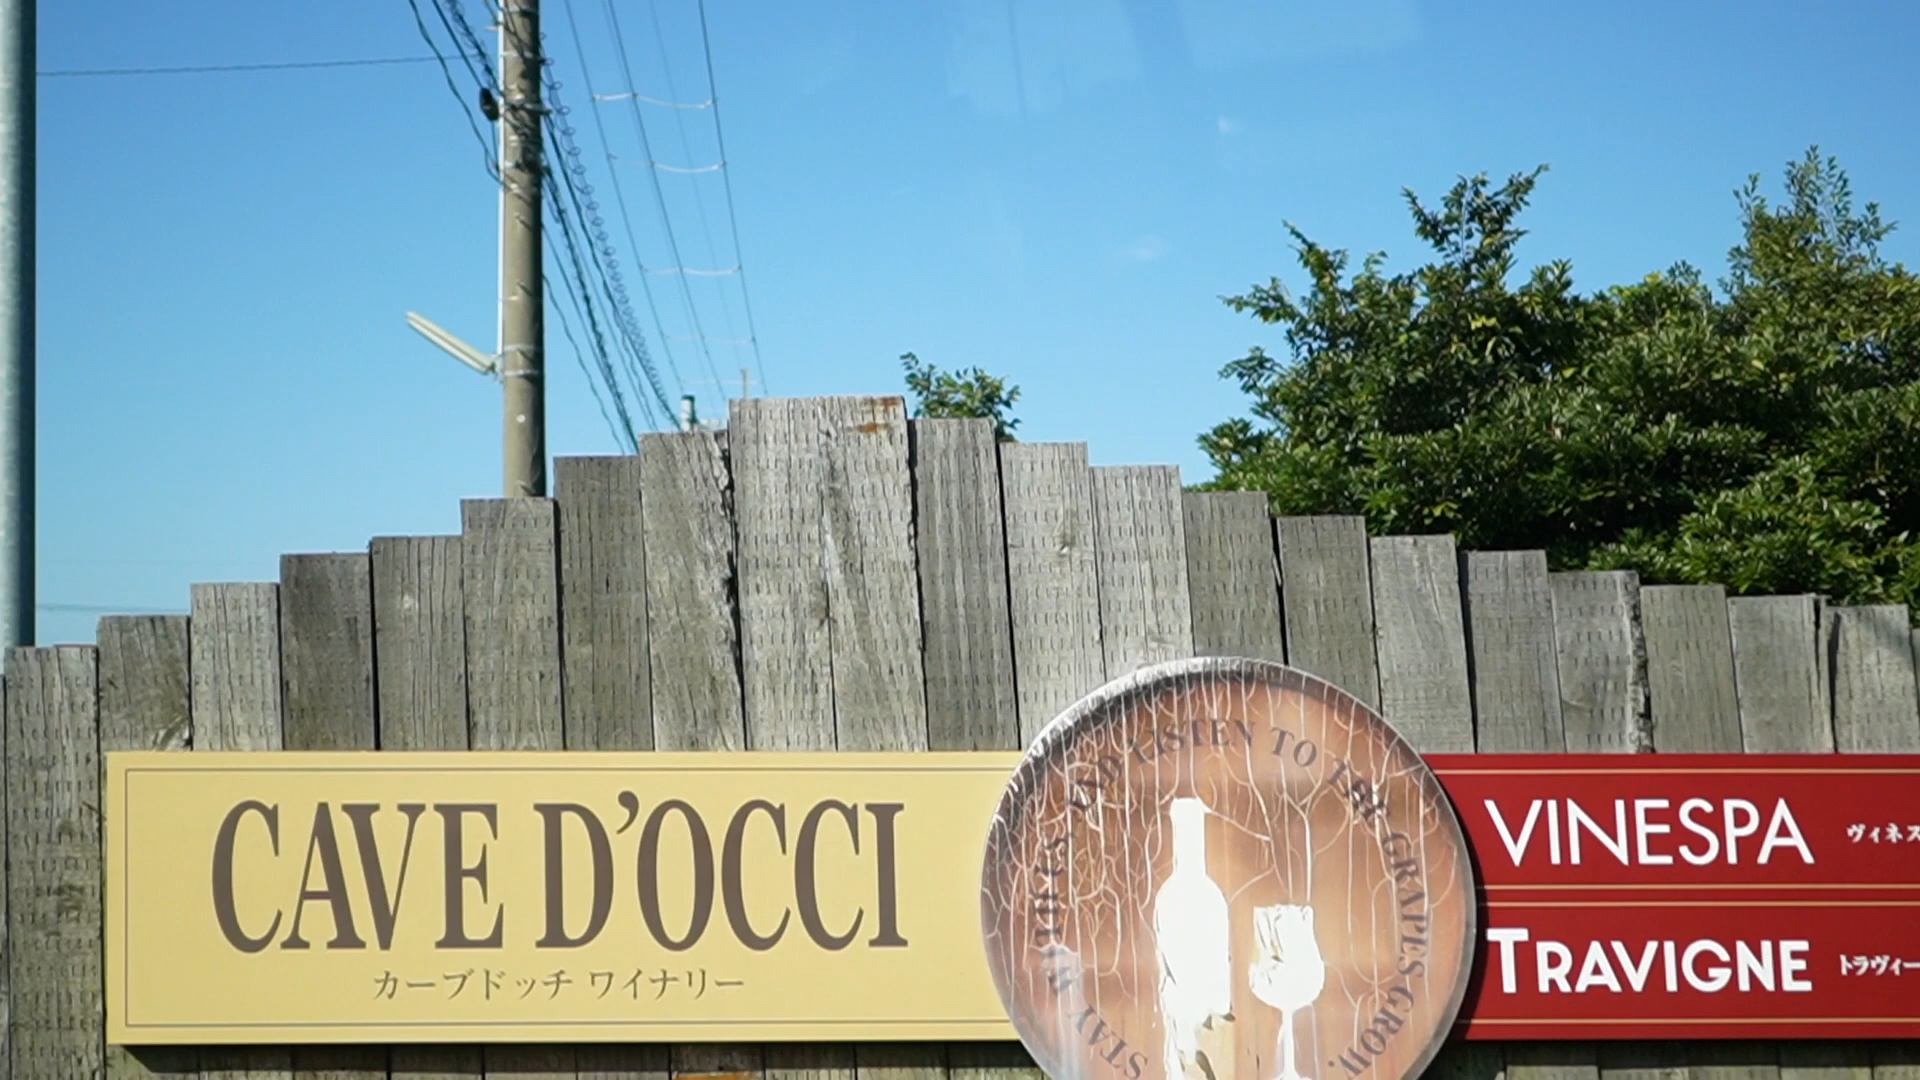 CAVE D'OCCI
カーブドッチ ワイナリー
STAY HERE AND LISTEN TO THE GRAPES GROW.
VINESPA
ヴィネス
TRAVIGNE
トラヴィー